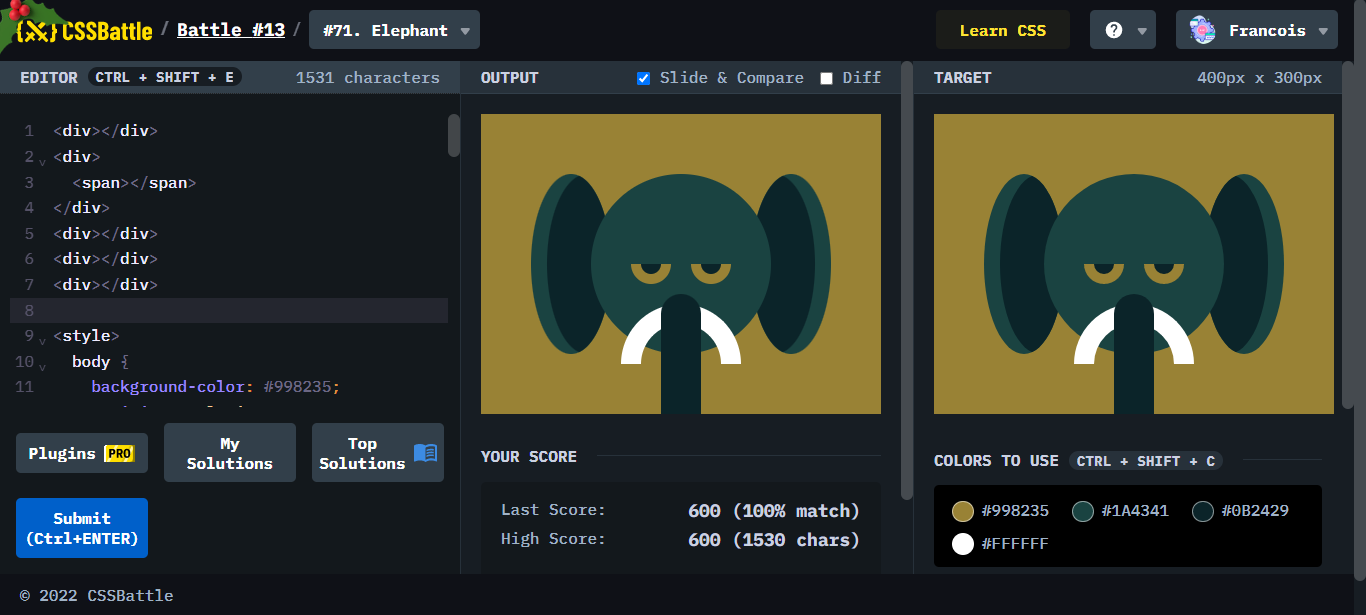 {X} CSSBattle / Battle #13 / #71. Elephant
Learn CSS
?
Francois
EDITOR CTRL + SHIFT + E 1531 characters
1 <div></div>
2 <div>
3 <span></span>
4 </div>
5 <div></div>
6 <div></div>
7 <div></div>
8
9 <style>
10 body {
11 background-color: #998235;
Plugins PRO
My Solutions
Top Solutions
Submit (Ctrl+ENTER)
OUTPUT Slide & Compare Diff
YOUR SCORE
Last Score: 600 (100% match)
High Score: 600 (1530 chars)
TARGET 400px x 300px
COLORS TO USE CTRL + SHIFT + C
#998235 #1A4341 #0B2429
#FFFFFF
© 2022 CSSBattle